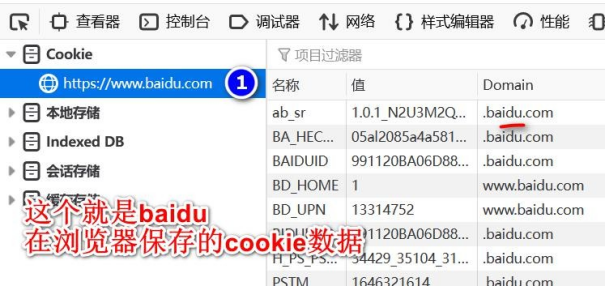 查看器 控制台 调试器 网络 样式编辑器 性能
Cookie
项目过滤器
https://www.baidu.com 1
名称 值 Domain
本地存储
ab_sr 1.0.1_N2U3M2Q... .baidu.com
Indexed DB
BA_HEC... 05al2085a4a581... .baidu.com
BAIDUID 991120BA06D88... .baidu.com
会话存储
BD_HOME 1 www.baidu.com
BD_UPN 13314752 www.baidu.com
这个就是baidu
在浏览器保存的cookie数据
991120BA06D88... .baidu.com
H_PS_PS... 34429_35104_31... .baidu.com
PSTM 1646321614 .baidu.com